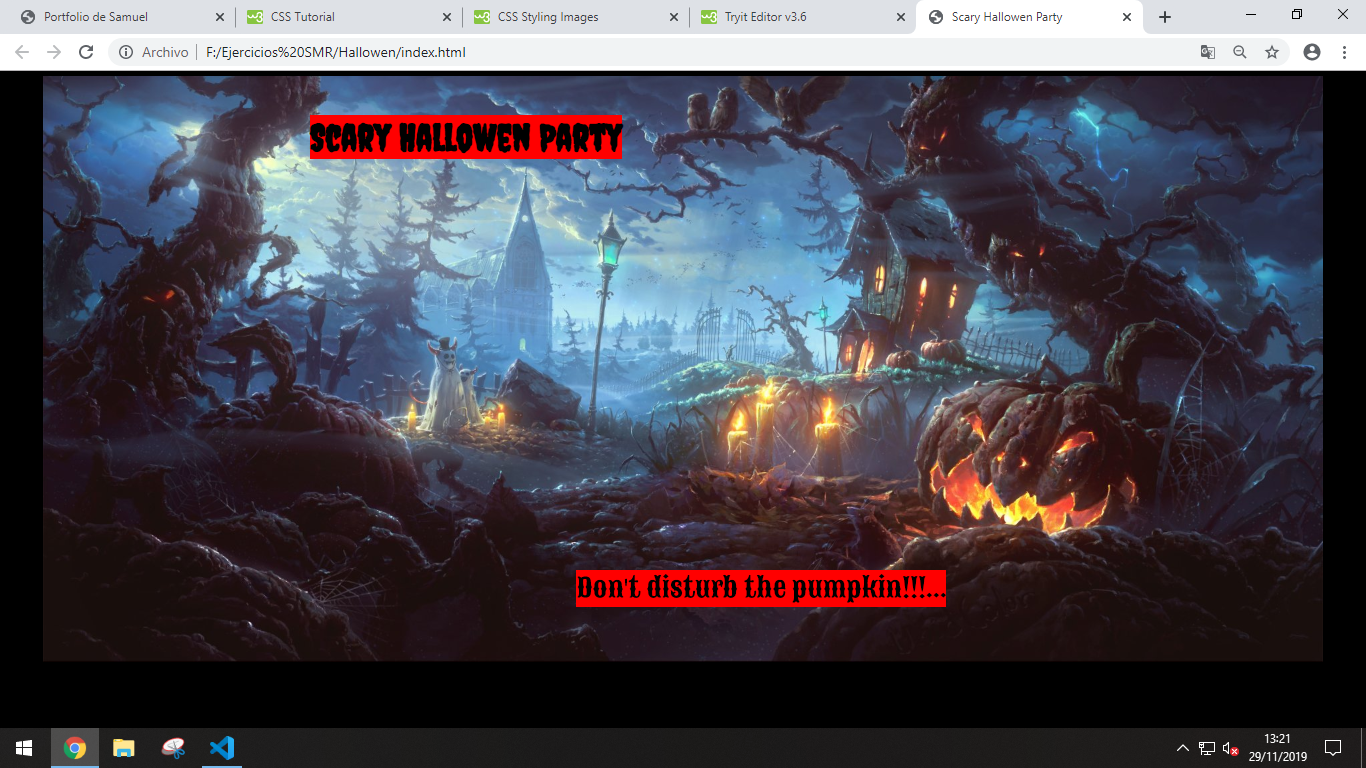 Portfolio de Samuel
CSS Tutorial
CSS Styling Images
Tryit Editor v3.6
Scary Hallowen Party
Archivo | F:/Ejercicios%20SMR/Hallowen/index.html
SCARY HALLOWEN PARTY
Don't disturb the pumpkin!!!...
13:21
29/11/2019